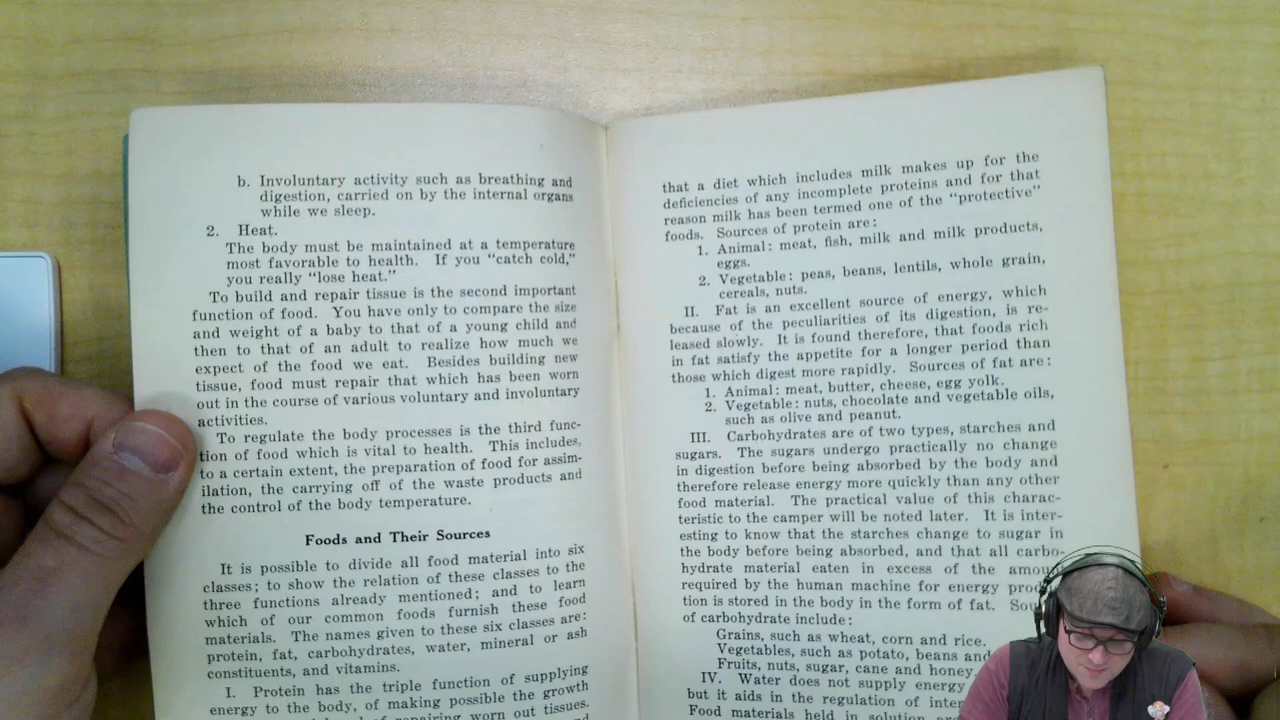 b. Involuntary activity such as breathing and
digestion, carried on by the internal organs
while we sleep.
2. Heat.
The body must be maintained at a temperature
most favorable to health. If you "catch cold,"
you really "lose heat."
To build and repair tissue is the second important
function of food. You have only to compare the size
and weight of a baby to that of a young child and
then to that of an adult to realize how much we
expect of the food we eat. Besides building new
tissue, food must repair that which has been worn
out in the course of various voluntary and involuntary
activities.
To regulate the body processes is the third func-
tion of food which is vital to health. This includes,
to a certain extent, the preparation of food for assim-
ilation, the carrying off of the waste products and
the control of the body temperature.
Foods and Their Sources
It is possible to divide all food material into six
classes; to show the relation of these classes to the
three functions already mentioned; and to learn
which of our common foods furnish these food
materials. The names given to these six classes are:
protein, fat, carbohydrates, water, mineral or ash
constituents, and vitamins.
I. Protein has the triple function of supplying
energy to the body, of making possible the growth
of repairing worn out tissues.
that a diet which includes milk makes up for the
deficiencies of any incomplete proteins and for that
reason milk has been termed one of the "protective"
foods. Sources of protein are:
1. Animal: meat, fish, milk and milk products,
eggs.
2. Vegetable: peas, beans, lentils, whole grain,
cereals, nuts.
II. Fat is an excellent source of energy, which
because of the peculiarities of its digestion, is re-
leased slowly. It is found therefore, that foods rich
in fat satisfy the appetite for a longer period than
those which digest more rapidly. Sources of fat are:
1. Animal: meat, butter, cheese, egg yolk.
2. Vegetable: nuts, chocolate and vegetable oils,
such as olive and peanut.
III. Carbohydrates are of two types, starches and
sugars. The sugars undergo practically no change
in digestion before being absorbed by the body and
therefore release energy more quickly than any other
food material. The practical value of this charac-
teristic to the camper will be noted later. It is inter-
esting to know that the starches change to sugar in
the body before being absorbed, and that all carbo-
hydrate material eaten in excess of the amoun
required by the human machine for energy produc-
tion is stored in the body in the form of fat. Sou
of carbohydrate include:
Grains, such as wheat, corn and rice.
Vegetables, such as potato, beans and
Fruits, nuts, sugar, cane and honey.
IV. Water does not supply energy
but it aids in the regulation of inter
Food materials held in solution